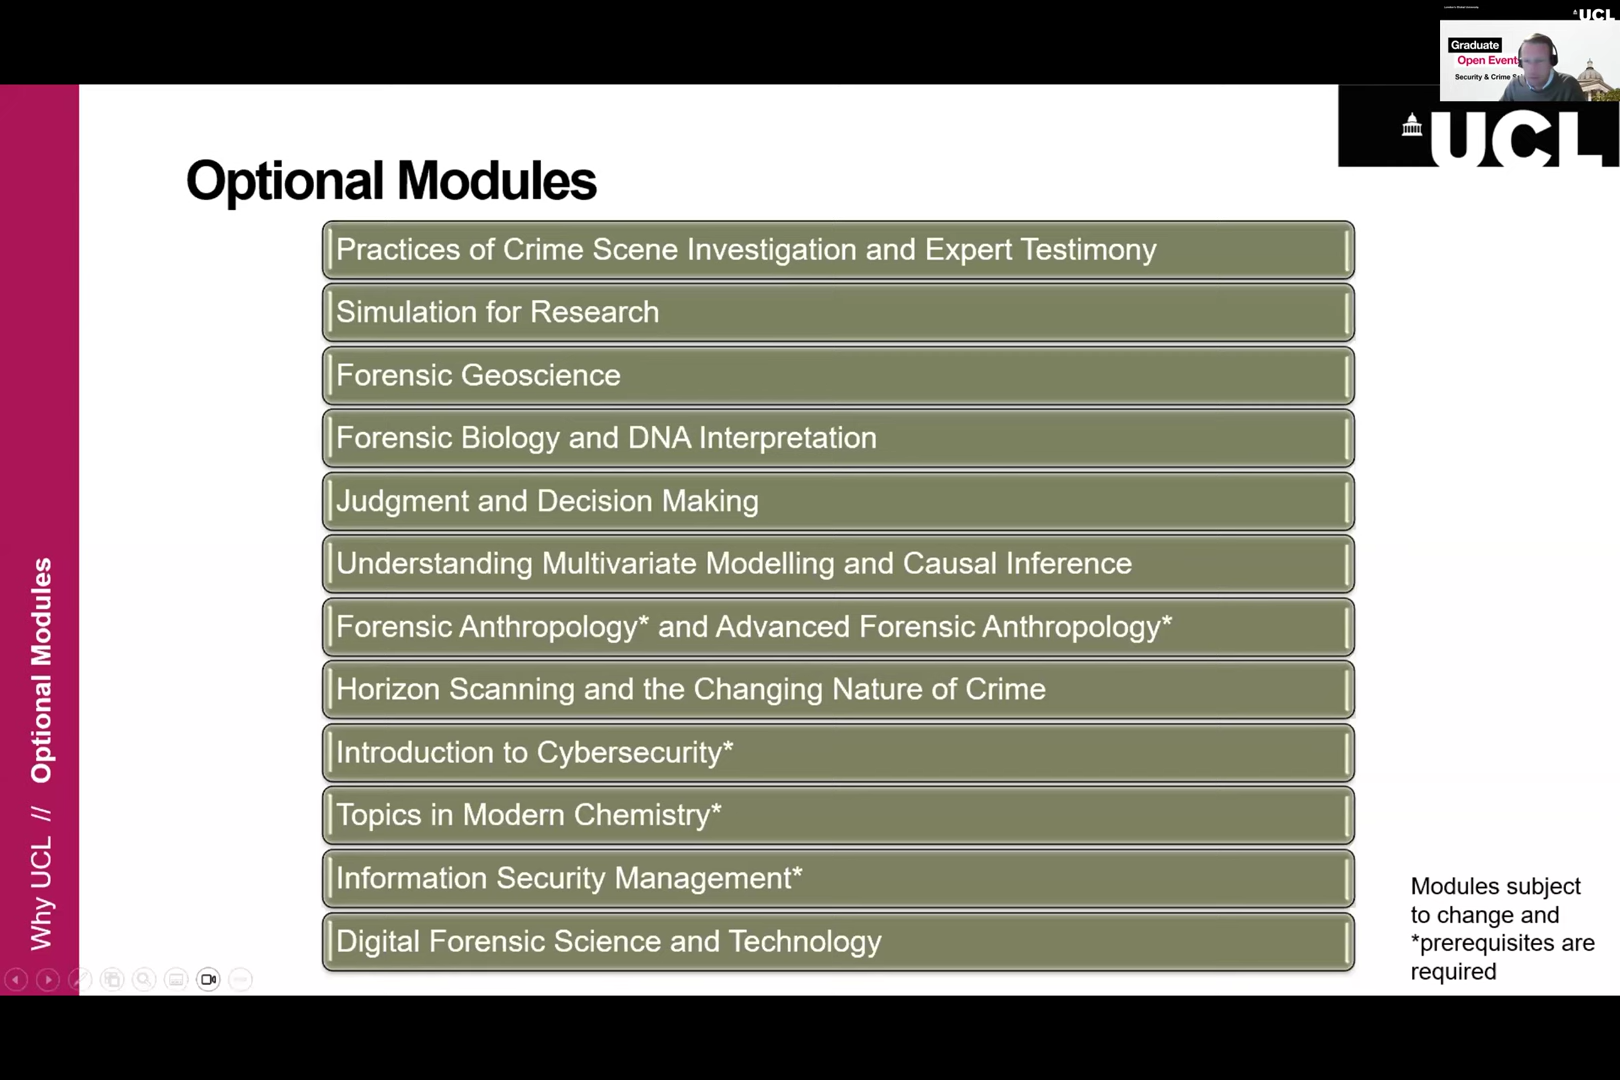 UCL
Graduate
Open Event
Security & Crime
UCL
Optional Modules
Practices of Crime Scene Investigation and Expert Testimony
Simulation for Research
Forensic Geoscience
Forensic Biology and DNA Interpretation
Judgment and Decision Making
Understanding Multivariate Modelling and Causal Inference
Forensic Anthropology* and Advanced Forensic Anthropology*
Horizon Scanning and the Changing Nature of Crime
Introduction to Cybersecurity*
Topics in Modern Chemistry*
Information Security Management*
Digital Forensic Science and Technology
Modules subject
to change and
*prerequisites are
required
Why UCL // Optional Modules